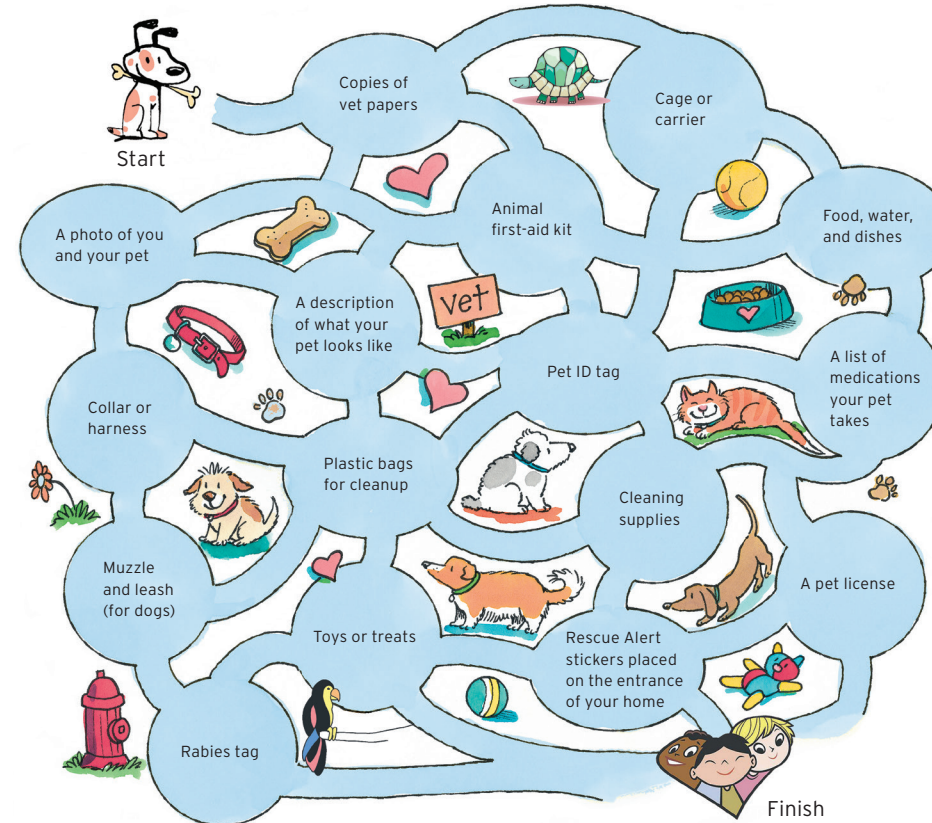 Start
Copies of
vet papers
Cage or
carrier
A photo of you
and your pet
Animal
first-aid kit
Food, water,
and dishes
A description
of what your
pet looks like
vet
Pet ID tag
A list of
medications
your pet
takes
Collar or
harness
Plastic bags
for cleanup
Cleaning
supplies
Muzzle
and leash
(for dogs)
Toys or treats
A pet license
Rescue Alert
stickers placed
on the entrance
of your home
Rabies tag
Finish